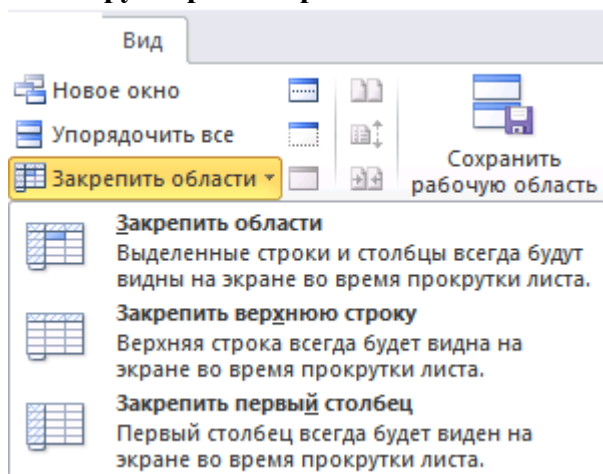 Вид
Новое окно
Упорядочить все
Закрепить области
Сохранить
рабочую область
Закрепить области
Выделенные строки и столбцы всегда будут
видны на экране во время прокрутки листа.
Закрепить верхнюю строку
Верхняя строка всегда будет видна на
экране во время прокрутки листа.
Закрепить первый столбец
Первый столбец всегда будет виден на
экране во время прокрутки листа.